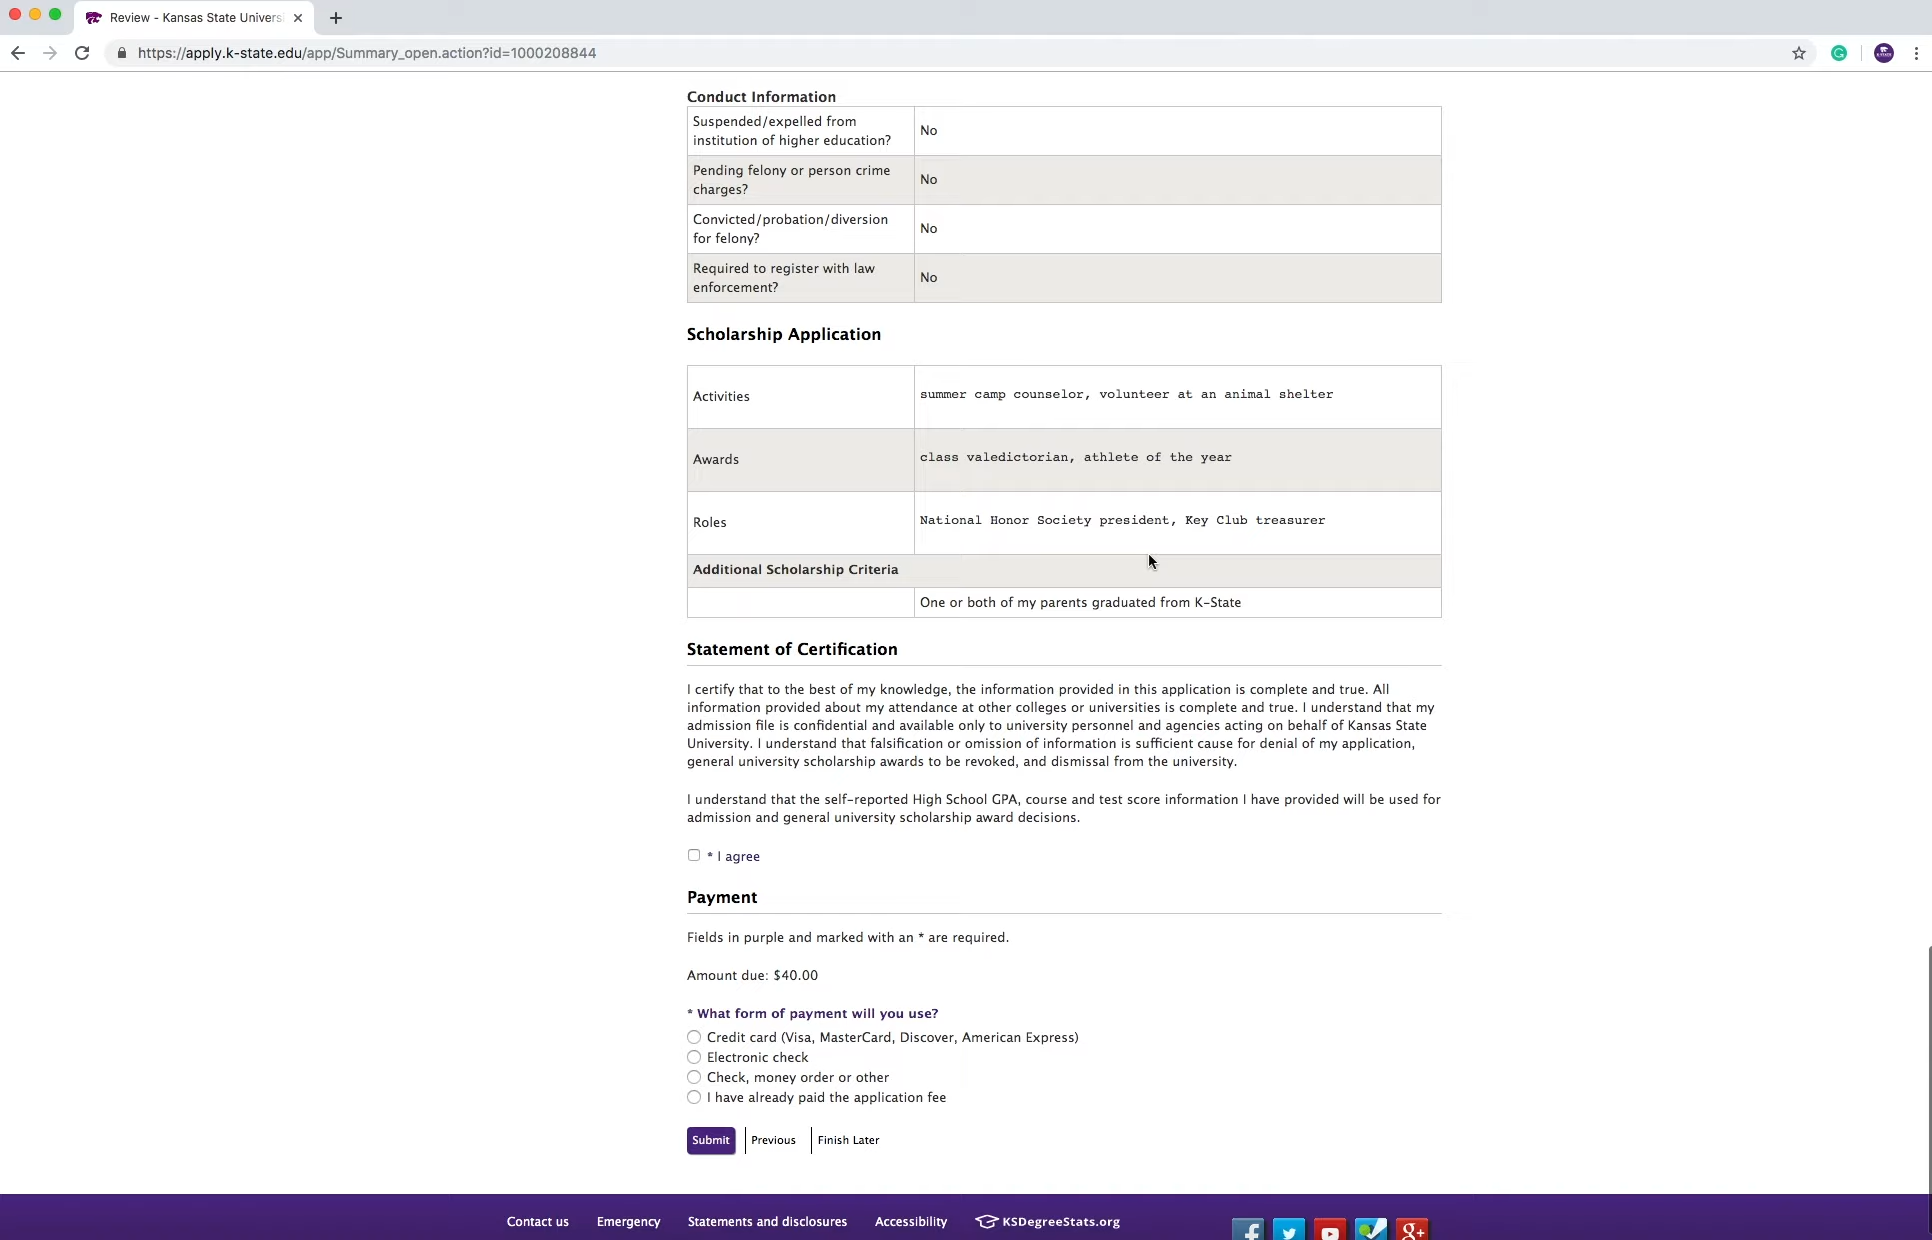 Review - Kansas State Universi
https://apply.k-state.edu/app/Summary_open.action?id=1000208844
Conduct Information
Suspended/expelled from
institution of higher education?
No
Pending felony or person crime
charges?
No
Convicted/probation/diversion
for felony?
No
Required to register with law
enforcement?
No
Scholarship Application
Activities
summer camp counselor, volunteer at an animal shelter
Awards
class valedictorian, athlete of the year
Roles
National Honor Society president, Key Club treasurer
Additional Scholarship Criteria
One or both of my parents graduated from K-State
Statement of Certification
I certify that to the best of my knowledge, the information provided in this application is complete and true. All
information provided about my attendance at other colleges or universities is complete and true. I understand that my
admission file is confidential and available only to university personnel and agencies acting on behalf of Kansas State
University. I understand that falsification or omission of information is sufficient cause for denial of my application,
general university scholarship awards to be revoked, and dismissal from the university.
I understand that the self-reported High School GPA, course and test score information I have provided will be used for
admission and general university scholarship award decisions.
* I agree
Payment
Fields in purple and marked with an * are required.
Amount due: $40.00
* What form of payment will you use?
Credit card (Visa, MasterCard, Discover, American Express)
Electronic check
Check, money order or other
I have already paid the application fee
Submit Previous Finish Later
Contact us Emergency Statements and disclosures Accessibility KSDegreeStats.org